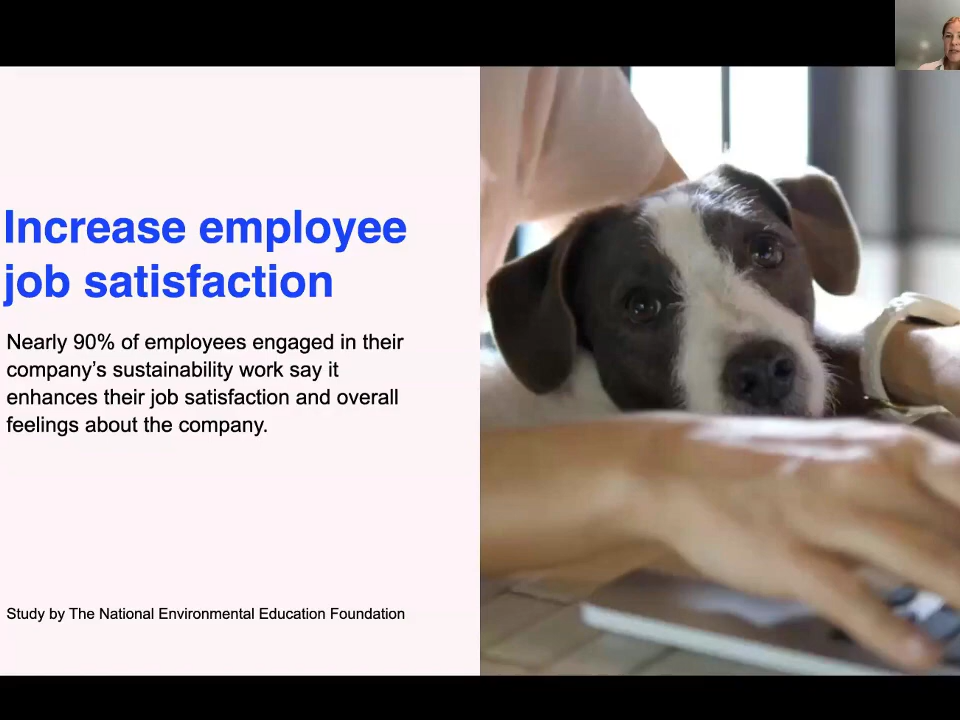 Increase employee
job satisfaction
Nearly 90% of employees engaged in their
company’s sustainability work say it
enhances their job satisfaction and overall
feelings about the company.
Study by The National Environmental Education Foundation